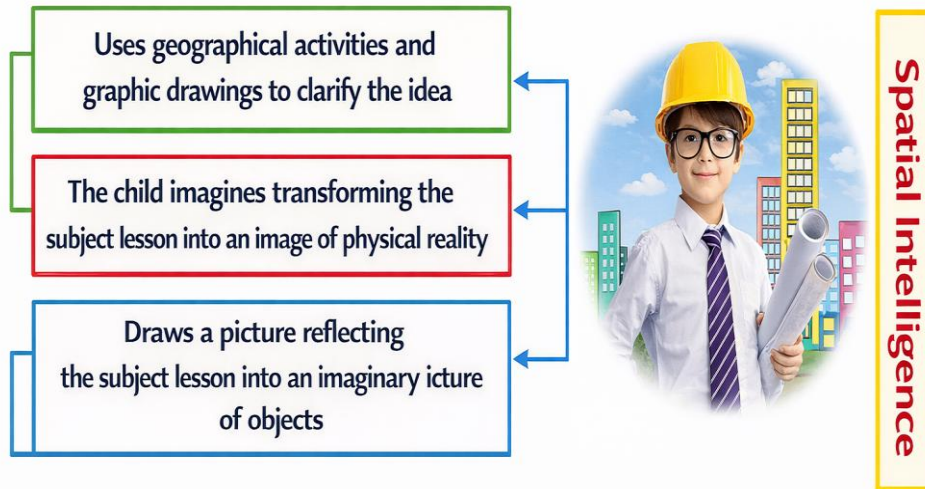 Uses geographical activities and
graphic drawings to clarify the idea
The child imagines transforming the
subject lesson into an image of physical reality
Draws a picture reflecting
the subject lesson into an imaginary icture
of objects
Spatial Intelligence